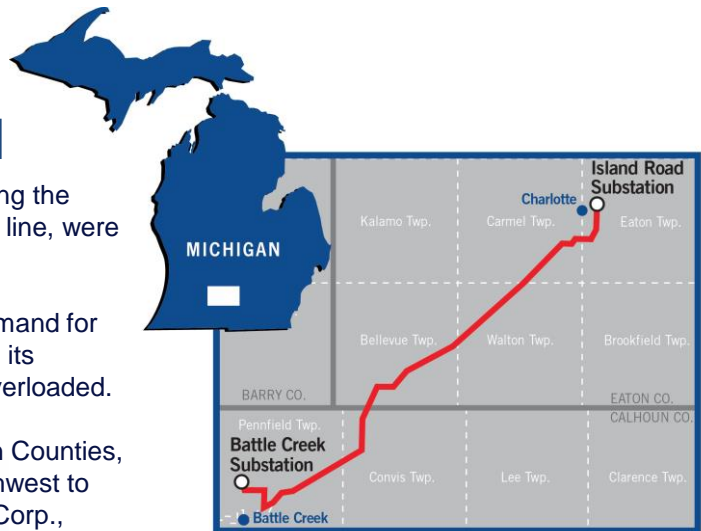 ng the
line, were
mand for
its
verloaded.
n Counties,
nwest to
Corp.,
MICHIGAN
Island Road
Substation
Charlotte
Kalamo Twp.
Carmel Twp.
Eaton Twp.
Bellevue Twp.
Walton Twp.
Brookfield Twp.
BARRY CO.
EATON CO.
CALHOUN CO.
Pennfield Twp.
Battle Creek
Substation
Convis Twp.
Lee Twp.
Clarence Twp.
Battle Creek